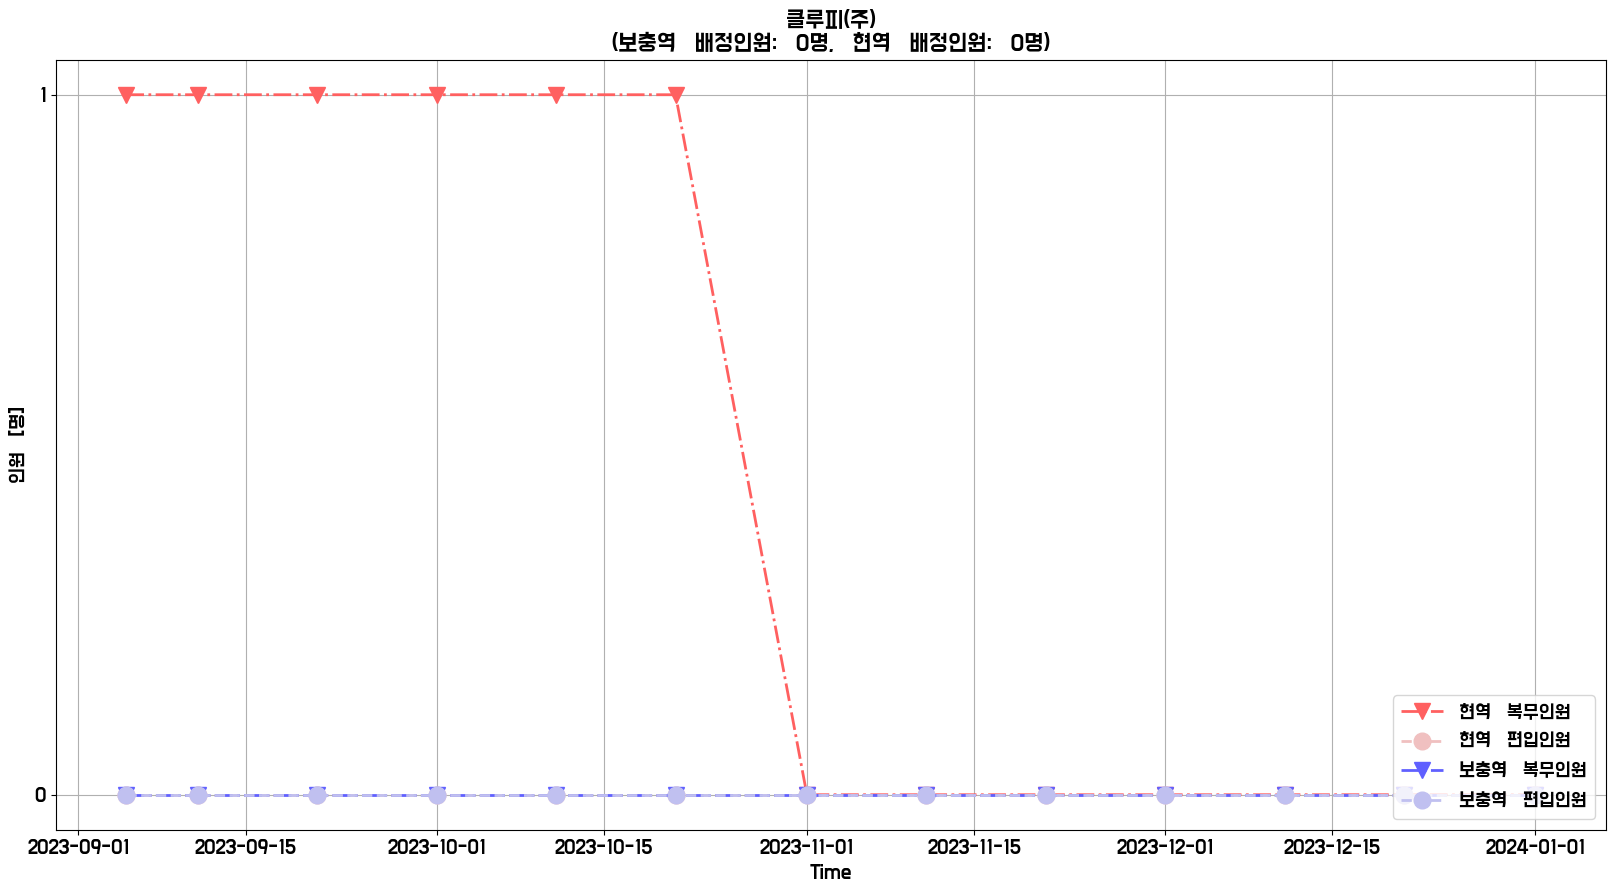 클루피(주)
(보충역 배정인원: 0명, 현역 배정인원: 0명)
1
0
인원 [명]
현역 복무인원
현역 편입인원
보충역 복무인원
보충역 편입인원
2023-09-01 2023-09-15 2023-10-01 2023-10-15 2023-11-01 2023-11-15 2023-12-01 2023-12-15 2024-01-01
Time